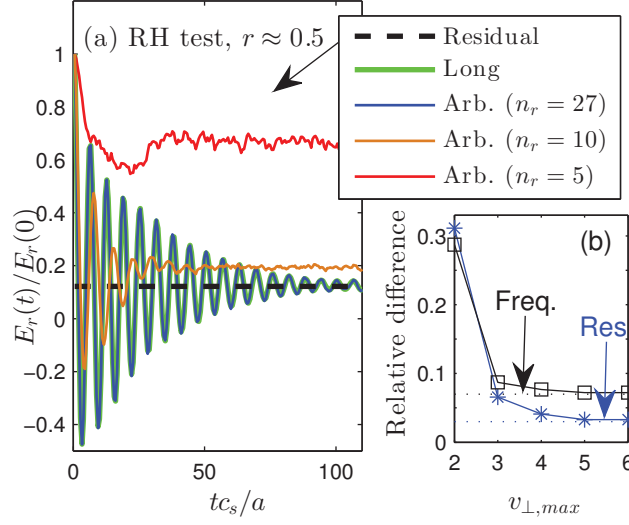 (a) RH test, r ≈ 0.5
Residual
Long
Arb. (n_r = 27)
Arb. (n_r = 10)
Arb. (n_r = 5)
1
0.8
0.6
0.4
0.2
0
−0.2
−0.4
E_r(t)/E_r(0)
0
50
100
tc_s/a
(b)
Freq.
Res.
0.3
0.2
0.1
0
Relative difference
2
3
4
5
6
v_⊥,max